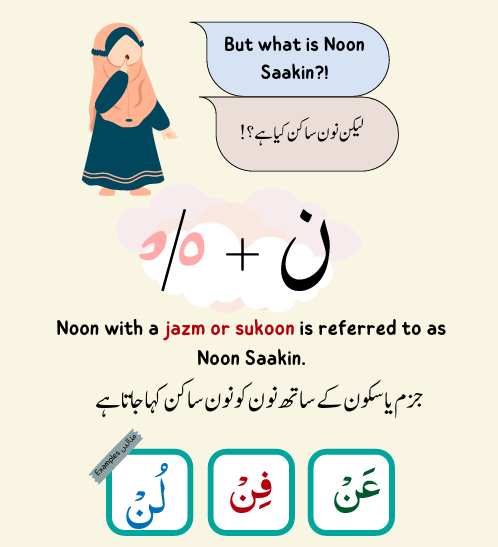 But what is Noon
Saakin?!
لیکن نون ساکن کیا ہے؟!
ن + ه/د
Noon with a jazm or sukoon is referred to as
Noon Saakin.
جزم یا سکون کے ساتھ نون کو نون ساکن کہا جاتا ہے
Examples مثالیں
عَنْ
فِنْ
لُنْ